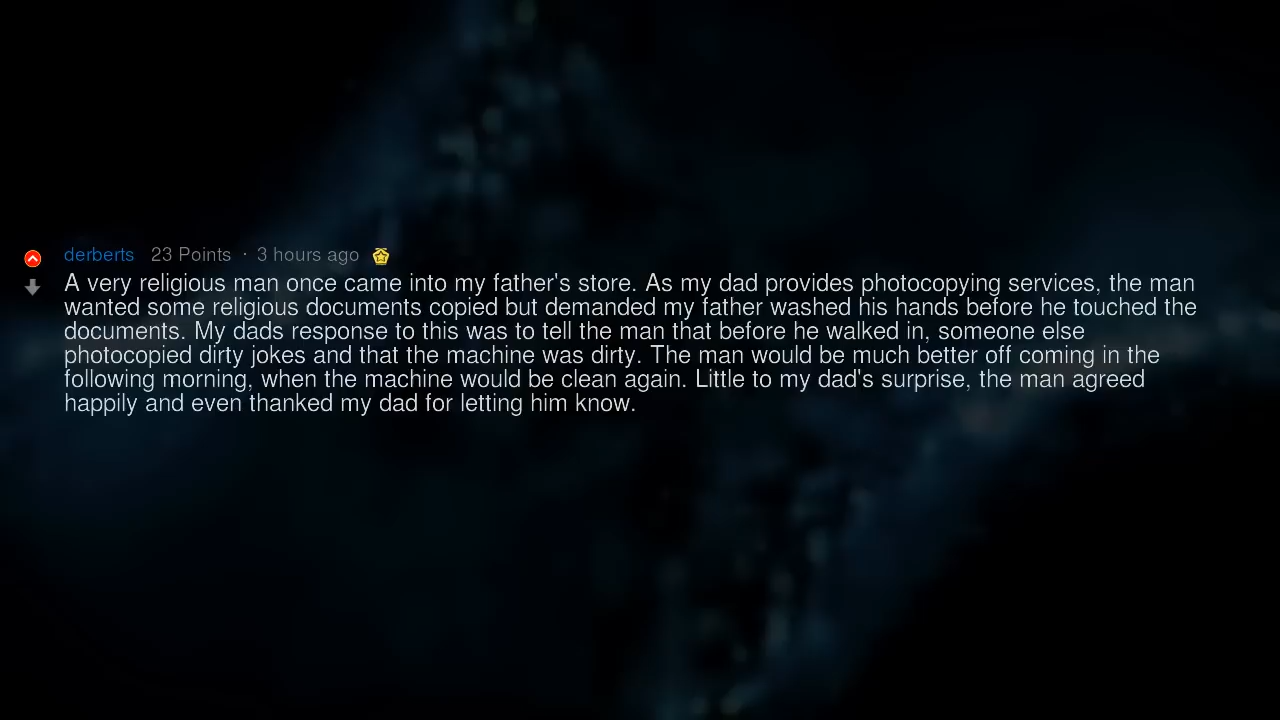 derberts 23 Points · 3 hours ago
A very religious man once came into my father's store. As my dad provides photocopying services, the man
wanted some religious documents copied but demanded my father washed his hands before he touched the
documents. My dads response to this was to tell the man that before he walked in, someone else
photocopied dirty jokes and that the machine was dirty. The man would be much better off coming in the
following morning, when the machine would be clean again. Little to my dad's surprise, the man agreed
happily and even thanked my dad for letting him know.